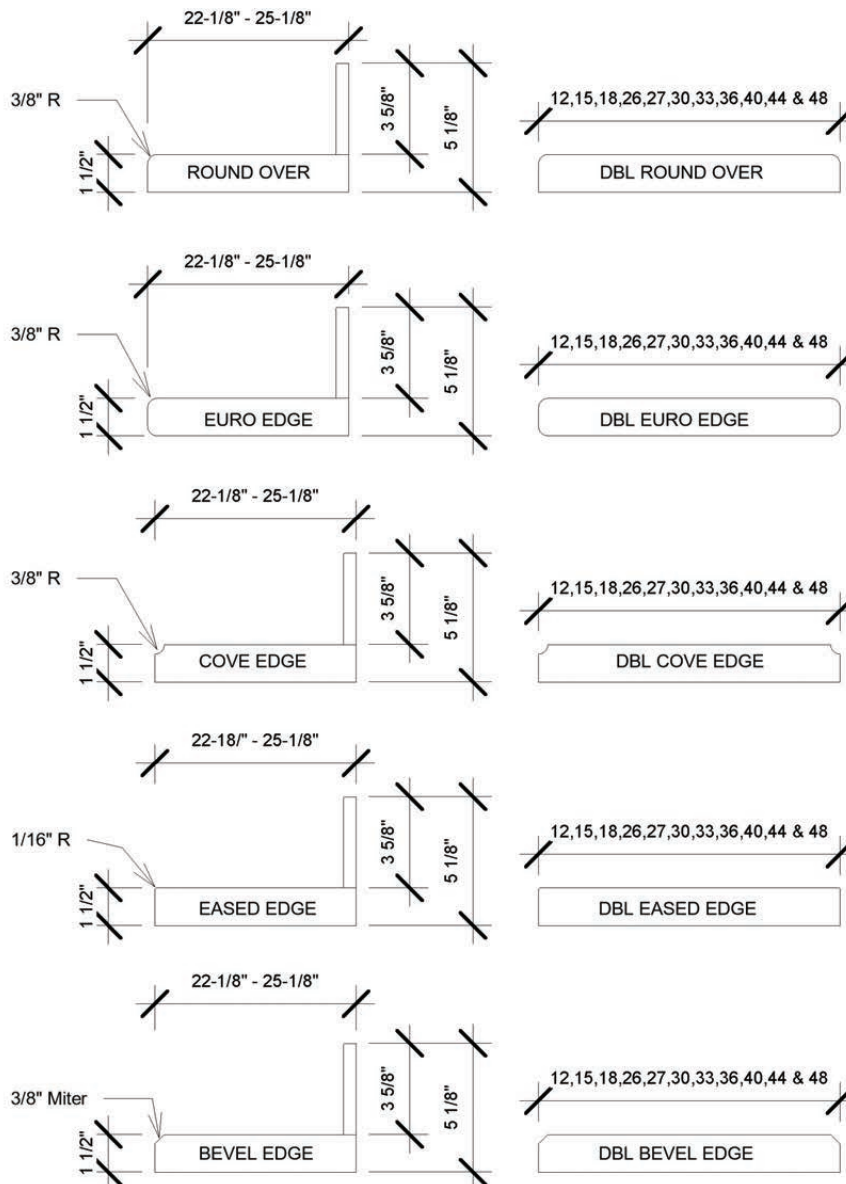 22-1/8" - 25-1/8"
3/8" R
3 5/8"
5 1/8"
12,15,18,26,27,30,33,36,40,44 & 48
1 1/2"
ROUND OVER
DBL ROUND OVER
22-1/8" - 25-1/8"
3/8" R
3 5/8"
5 1/8"
12,15,18,26,27,30,33,36,40,44 & 48
1 1/2"
EURO EDGE
DBL EURO EDGE
22-1/8" - 25-1/8"
3/8" R
3 5/8"
5 1/8"
12,15,18,26,27,30,33,36,40,44 & 48
1 1/2"
COVE EDGE
DBL COVE EDGE
22-18/" - 25-1/8"
1/16" R
3 5/8"
5 1/8"
12,15,18,26,27,30,33,36,40,44 & 48
1 1/2"
EASED EDGE
DBL EASED EDGE
22-1/8" - 25-1/8"
3/8" Miter
3 5/8"
5 1/8"
12,15,18,26,27,30,33,36,40,44 & 48
1 1/2"
BEVEL EDGE
DBL BEVEL EDGE